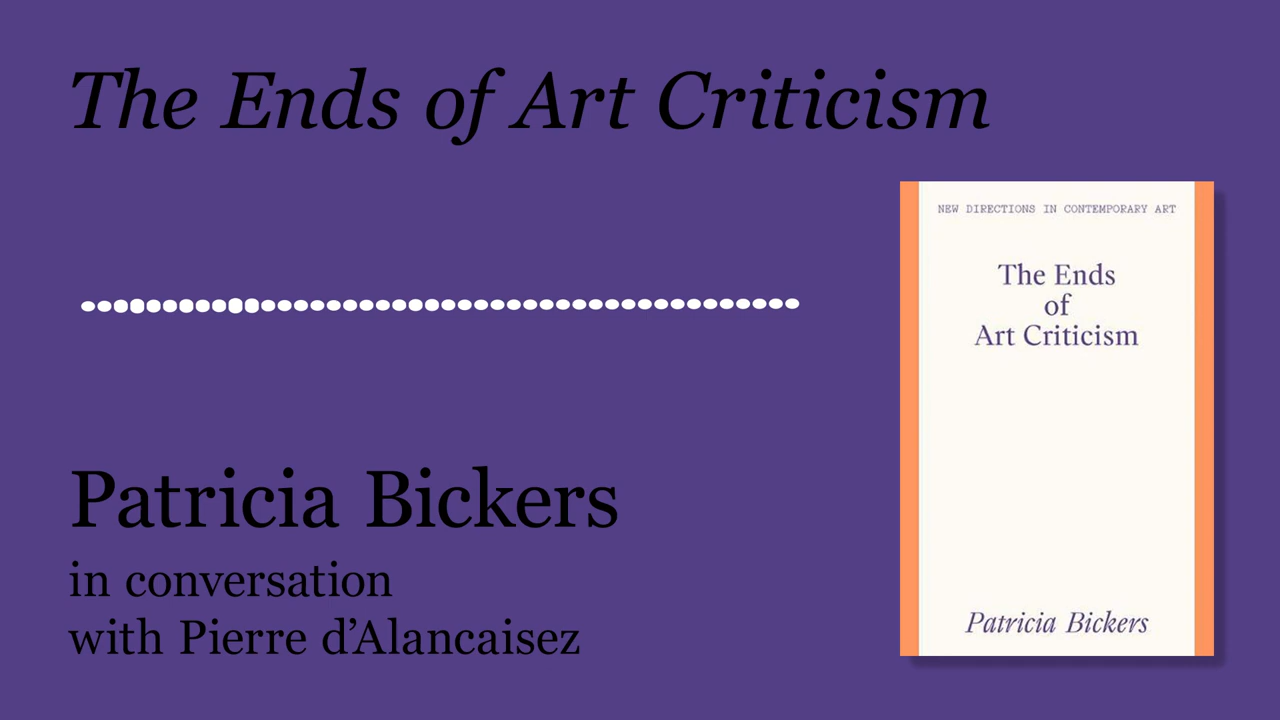 The Ends of Art Criticism
NEW DIRECTIONS IN CONTEMPORARY ART
The Ends
of
Art Criticism
Patricia Bickers
Patricia Bickers
in conversation
with Pierre d’Alancaisez